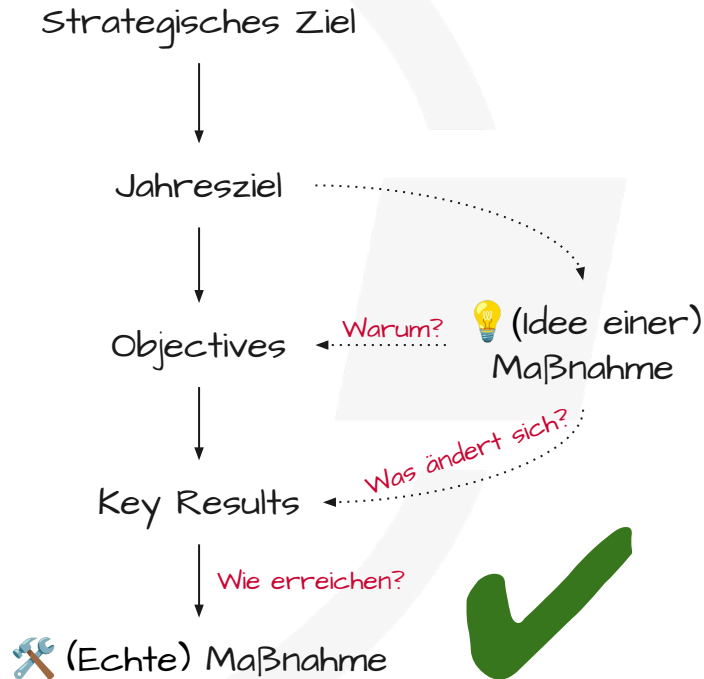 Strategisches Ziel
Jahresziel
Objectives
Warum?
(Idee einer)
Maßnahme
Was ändert sich?
Key Results
Wie erreichen?
(Echte) Maßnahme